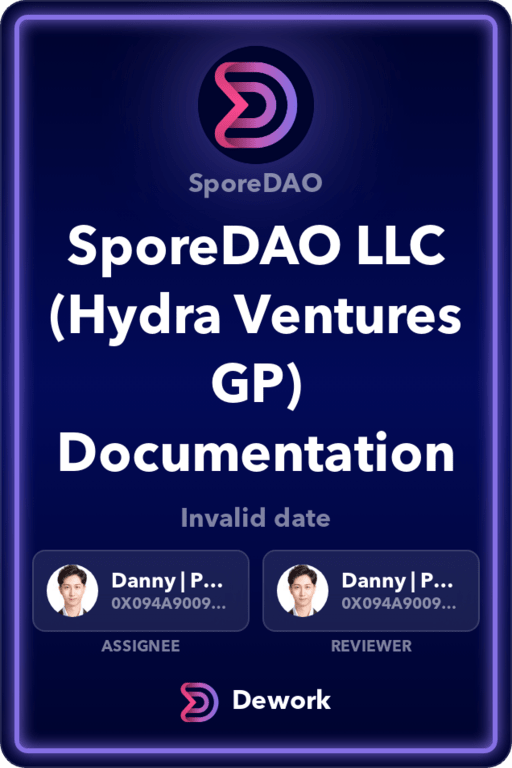 SporeDAO
SporeDAO LLC
(Hydra Ventures
GP)
Documentation
Invalid date
Danny | P...
0X094A9009...
Danny | P...
0X094A9009...
ASSIGNEE
REVIEWER
Dework